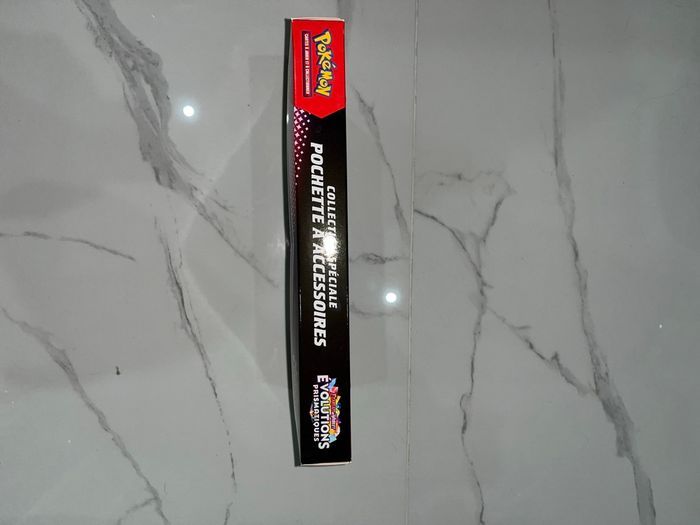 POKÉMON
COLLECTION SPÉCIALE
POCHETTE À ACCESSOIRES
ÉVOLUTIONS
PRISMATIQUES